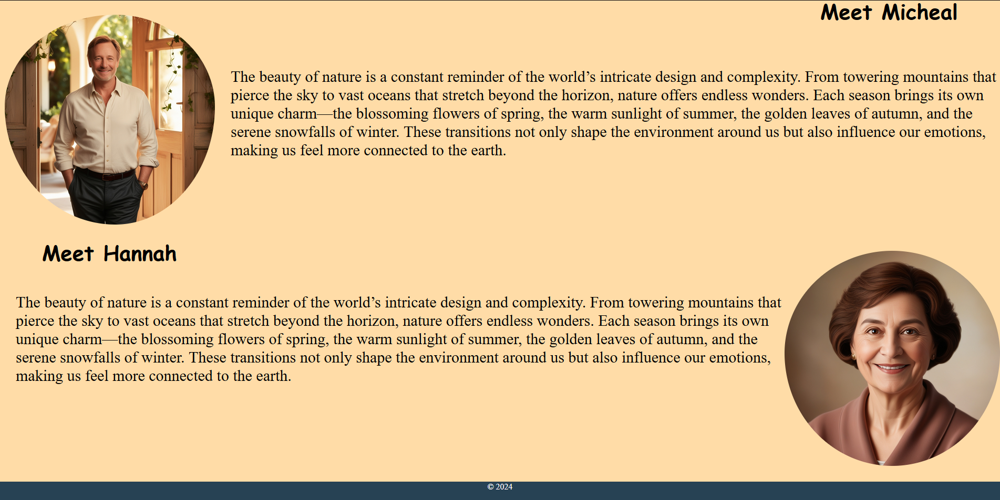 Meet Micheal
The beauty of nature is a constant reminder of the world’s intricate design and complexity. From towering mountains that
pierce the sky to vast oceans that stretch beyond the horizon, nature offers endless wonders. Each season brings its own
unique charm—the blossoming flowers of spring, the warm sunlight of summer, the golden leaves of autumn, and the
serene snowfalls of winter. These transitions not only shape the environment around us but also influence our emotions,
making us feel more connected to the earth.
Meet Hannah
The beauty of nature is a constant reminder of the world’s intricate design and complexity. From towering mountains that
pierce the sky to vast oceans that stretch beyond the horizon, nature offers endless wonders. Each season brings its own
unique charm—the blossoming flowers of spring, the warm sunlight of summer, the golden leaves of autumn, and the
serene snowfalls of winter. These transitions not only shape the environment around us but also influence our emotions,
making us feel more connected to the earth.
© 2024